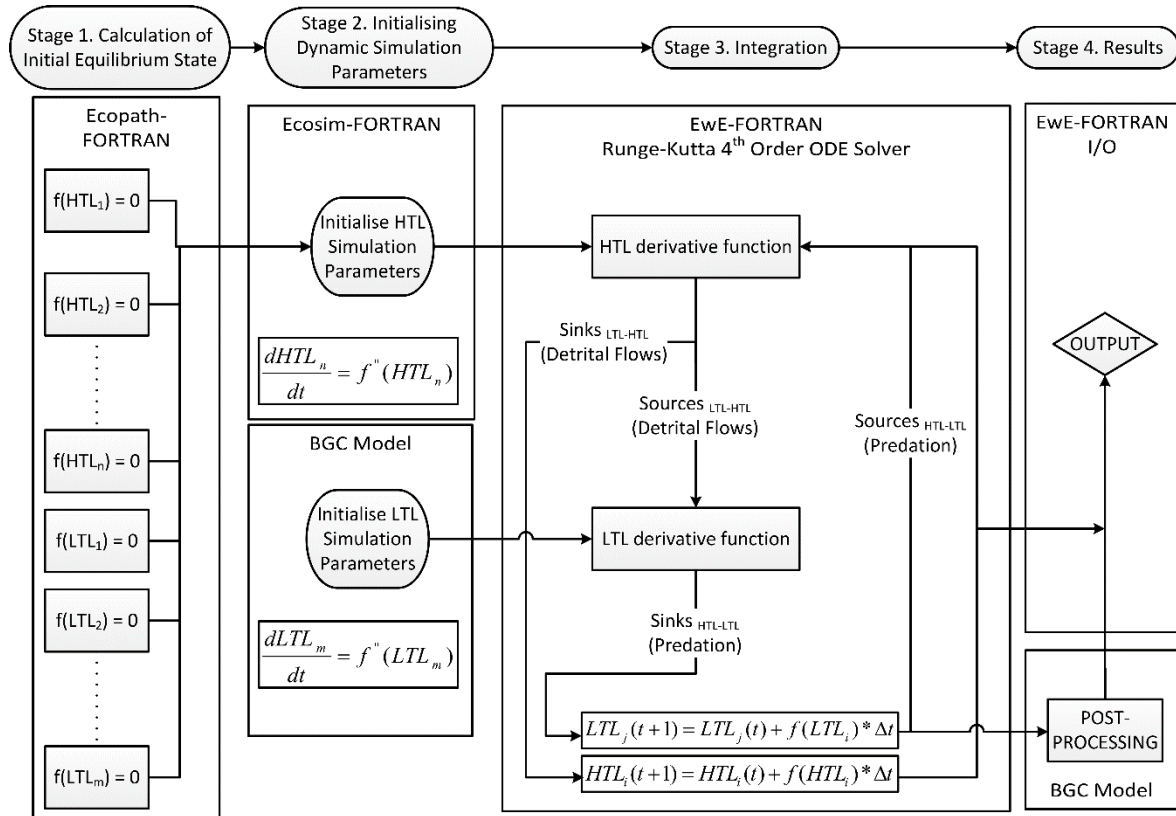 Stage 1. Calculation of
Initial Equilibrium State
Stage 2. Initialising
Dynamic Simulation
Parameters
Stage 3. Integration
Stage 4. Results
Ecopath-
FORTRAN
f(HTL₁) = 0
f(HTL₂) = 0
f(HTLₙ) = 0
f(LTL₁) = 0
f(LTL₂) = 0
f(LTLₘ) = 0
Ecosim-FORTRAN
Initialise HTL
Simulation
Parameters
dHTLₙ/dt = f"(HTLₙ)
BGC Model
Initialise LTL
Simulation
Parameters
dLTLₘ/dt = f"(LTLₘ)
EwE-FORTRAN
Runge-Kutta 4ᵗʰ Order ODE Solver
HTL derivative function
Sinks LTL-HTL
(Detrital Flows)
Sources LTL-HTL
(Detrital Flows)
Sources HTL-LTL
(Predation)
LTL derivative function
Sinks HTL-LTL
(Predation)
LTLⱼ(t+1) = LTLⱼ(t) + f(LTLᵢ)* Δt
HTLᵢ(t+1) = HTLᵢ(t) + f(HTLᵢ)* Δt
EwE-FORTRAN
I/O
OUTPUT
POST-
PROCESSING
BGC Model